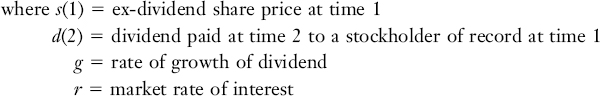 where s(1) = ex-dividend share price at time 1
d(2) = dividend paid at time 2 to a stockholder of record at time 1
g = rate of growth of dividend
r = market rate of interest